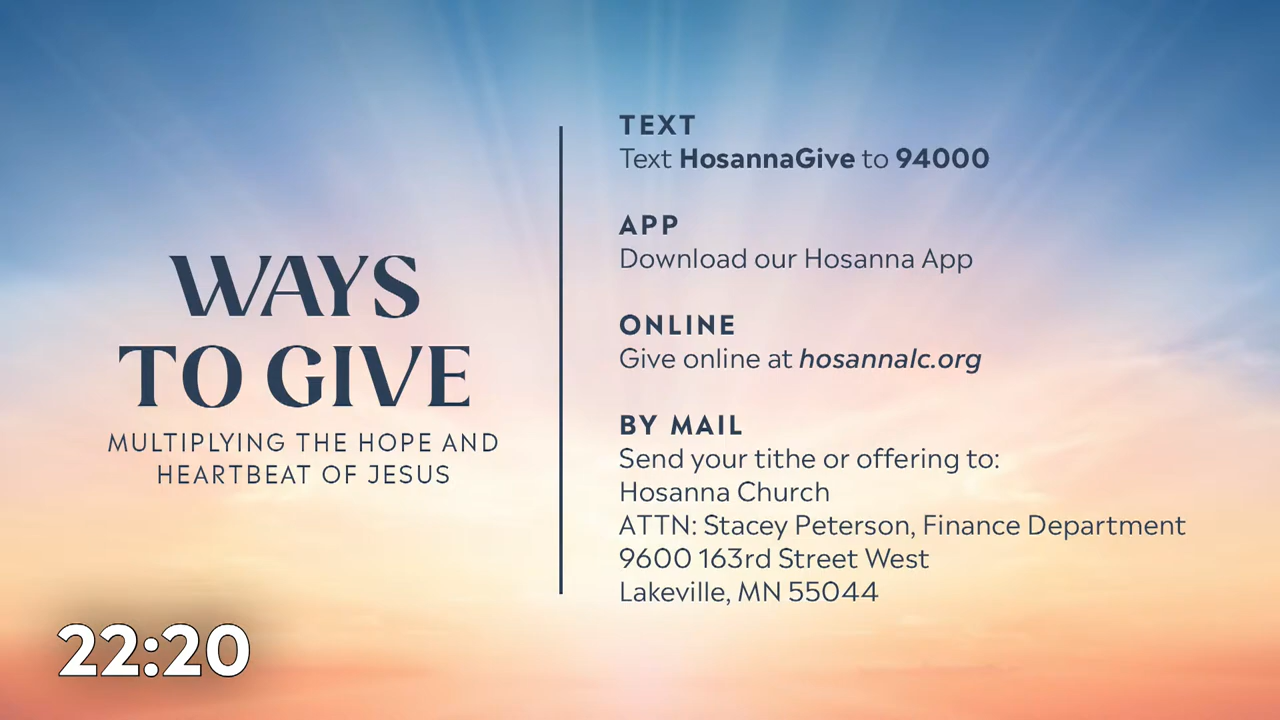 WAYS
TO GIVE
MULTIPLYING THE HOPE AND
HEARTBEAT OF JESUS
TEXT
Text HosannaGive to 94000
APP
Download our Hosanna App
ONLINE
Give online at hosannalc.org
BY MAIL
Send your tithe or offering to:
Hosanna Church
ATTN: Stacey Peterson, Finance Department
9600 163rd Street West
Lakeville, MN 55044
22:20